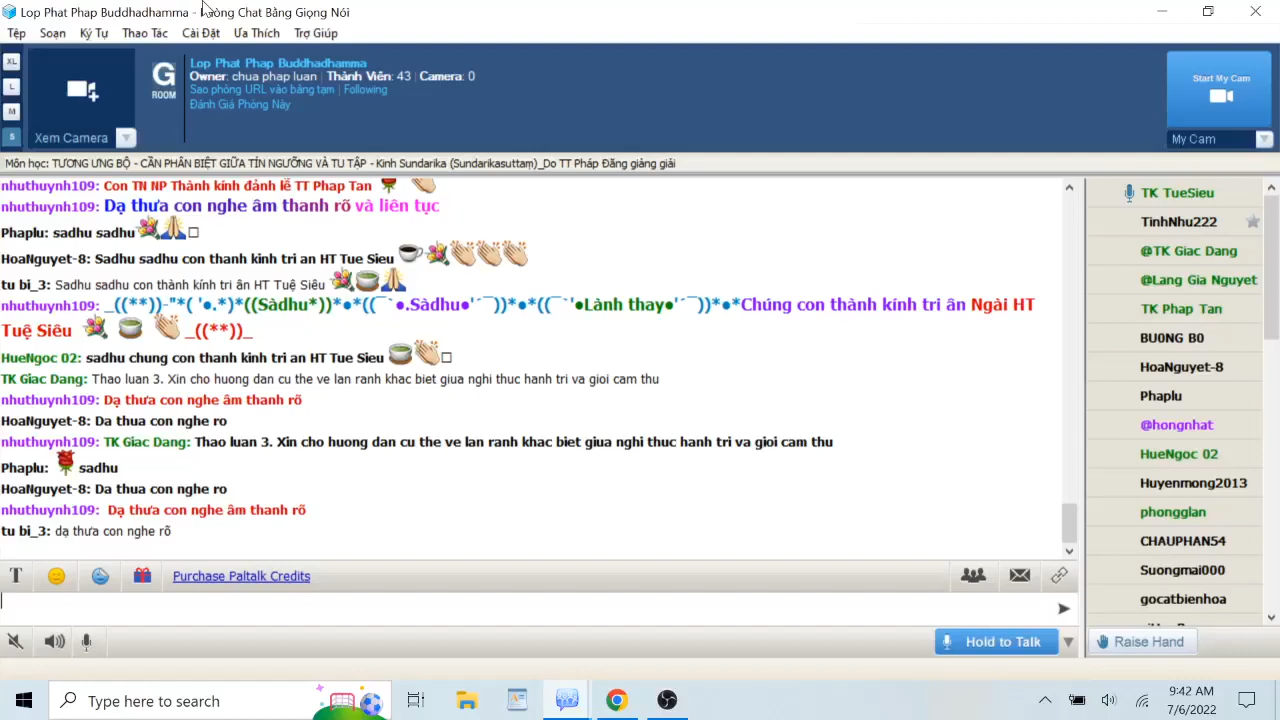 Lop Phat Phap Buddhadhamma - Phòng Chat Bằng Giọng Nói
Tệp Soạn Ký Tự Thao Tác Cài Đặt Ưa Thích Trợ Giúp
XL
L
M
S
Xem Camera
G
ROOM
Lop Phat Phap Buddhadhamma
Owner: chua phap luan | Thành Viên: 43 | Camera: 0
Sao phòng URL vào bảng tạm | Following
Đánh Giá Phòng Này
Start My Cam
My Cam
Môn học: TƯƠNG ƯNG BỘ - CẦN PHÂN BIỆT GIỮA TÍN NGƯỠNG VÀ TU TẬP - Kinh Sundarika (Sundarikasuttaṃ)_Do TT Pháp Đăng giảng giải
nhuthuynh109: Con TN NP Thành kính đảnh lễ TT Phap Tan
nhuthuynh109: Dạ thưa con nghe âm thanh rõ và liên tục
Phaplu: sadhu sadhu
HoaNguyet-8: Sadhu sadhu con thanh kinh tri an HT Tue Sieu
tu bi_3: Sadhu sadhu con thành kính tri ân HT Tuệ Siêu
nhuthuynh109: _((**))-"*( '●.*)*((Sàdhu*))*●*((¯`●.Sàdhu●'´¯))*●*((¯`'●Lành thay●'´¯))*●*Chúng con thành kính tri ân Ngài HT
Tuệ Siêu _((**))_
HueNgoc 02: sadhu chung con thanh kinh tri an HT Tue Sieu
TK Giac Dang: Thao luan 3. Xin cho huong dan cu the ve lan ranh khac biet giua nghi thuc hanh tri va gioi cam thu
nhuthuynh109: Dạ thưa con nghe âm thanh rõ
HoaNguyet-8: Da thua con nghe ro
nhuthuynh109: TK Giac Dang: Thao luan 3. Xin cho huong dan cu the ve lan ranh khac biet giua nghi thuc hanh tri va gioi cam thu
Phaplu: sadhu
HoaNguyet-8: Da thua con nghe ro
nhuthuynh109: Dạ thưa con nghe âm thanh rõ
tu bi_3: dạ thưa con nghe rõ
TK TueSieu
TinhNhu222
@TK Giac Dang
@Lang Gia Nguyet
TK Phap Tan
BU0NG B0
HoaNguyet-8
Phaplu
@hongnhat
HueNgoc 02
Huyenmong2013
phongglan
CHAUPHAN54
Suongmai000
gocatbienhoa
T Purchase Paltalk Credits
Hold to Talk
Raise Hand
Type here to search
9:42 AM
7/6/2022